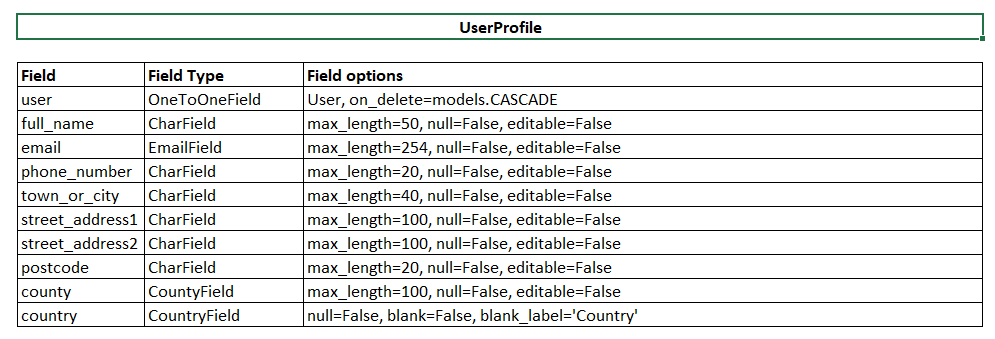 UserProfile
Field Field Type Field options
user OneToOneField User, on_delete=models.CASCADE
full_name CharField max_length=50, null=False, editable=False
email EmailField max_length=254, null=False, editable=False
phone_number CharField max_length=20, null=False, editable=False
town_or_city CharField max_length=40, null=False, editable=False
street_address1 CharField max_length=100, null=False, editable=False
street_address2 CharField max_length=100, null=False, editable=False
postcode CharField max_length=20, null=False, editable=False
county CountyField max_length=100, null=False, editable=False
country CountryField null=False, blank=False, blank_label='Country'